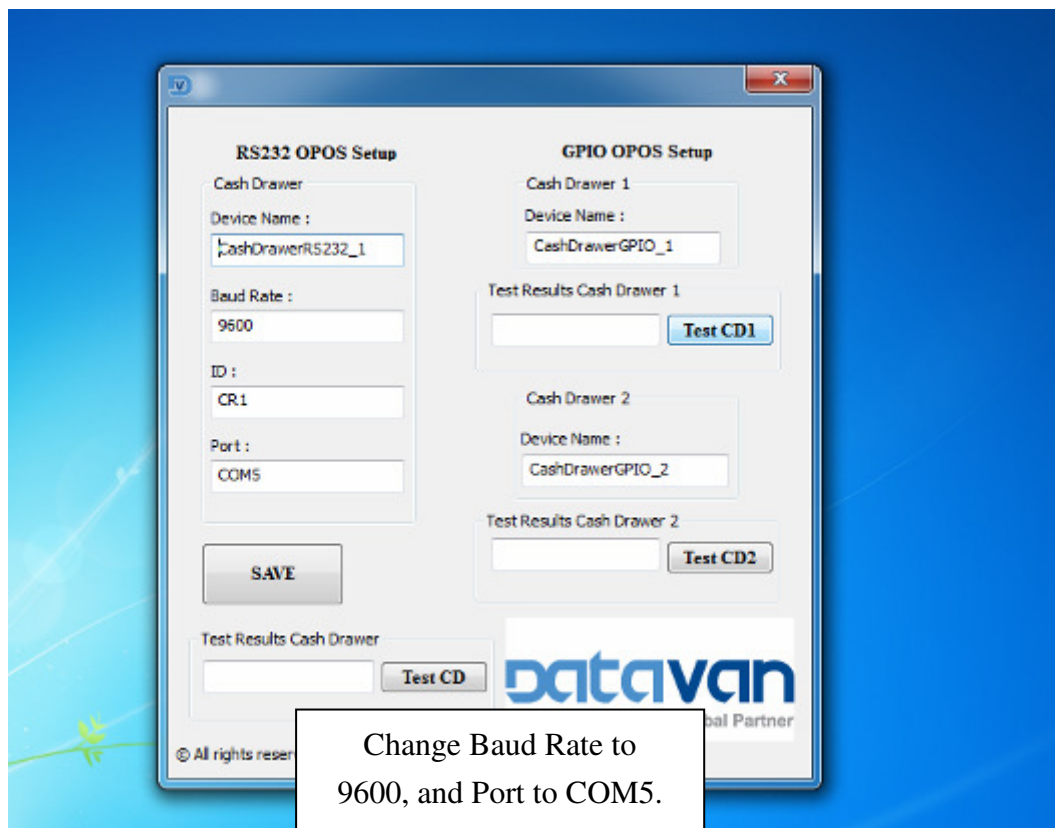 RS232 OPOS Setup
Cash Drawer
Device Name :
CashDrawerRS232_1
Baud Rate :
9600
ID :
CR1
Port :
COM5
SAVE
Test Results Cash Drawer
Test CD
GPIO OPOS Setup
Cash Drawer 1
Device Name :
CashDrawerGPIO_1
Test Results Cash Drawer 1
Test CD1
Cash Drawer 2
Device Name :
CashDrawerGPIO_2
Test Results Cash Drawer 2
Test CD2
DATAVAN
Partner
© All rights
Change Baud Rate to
9600, and Port to COM5.